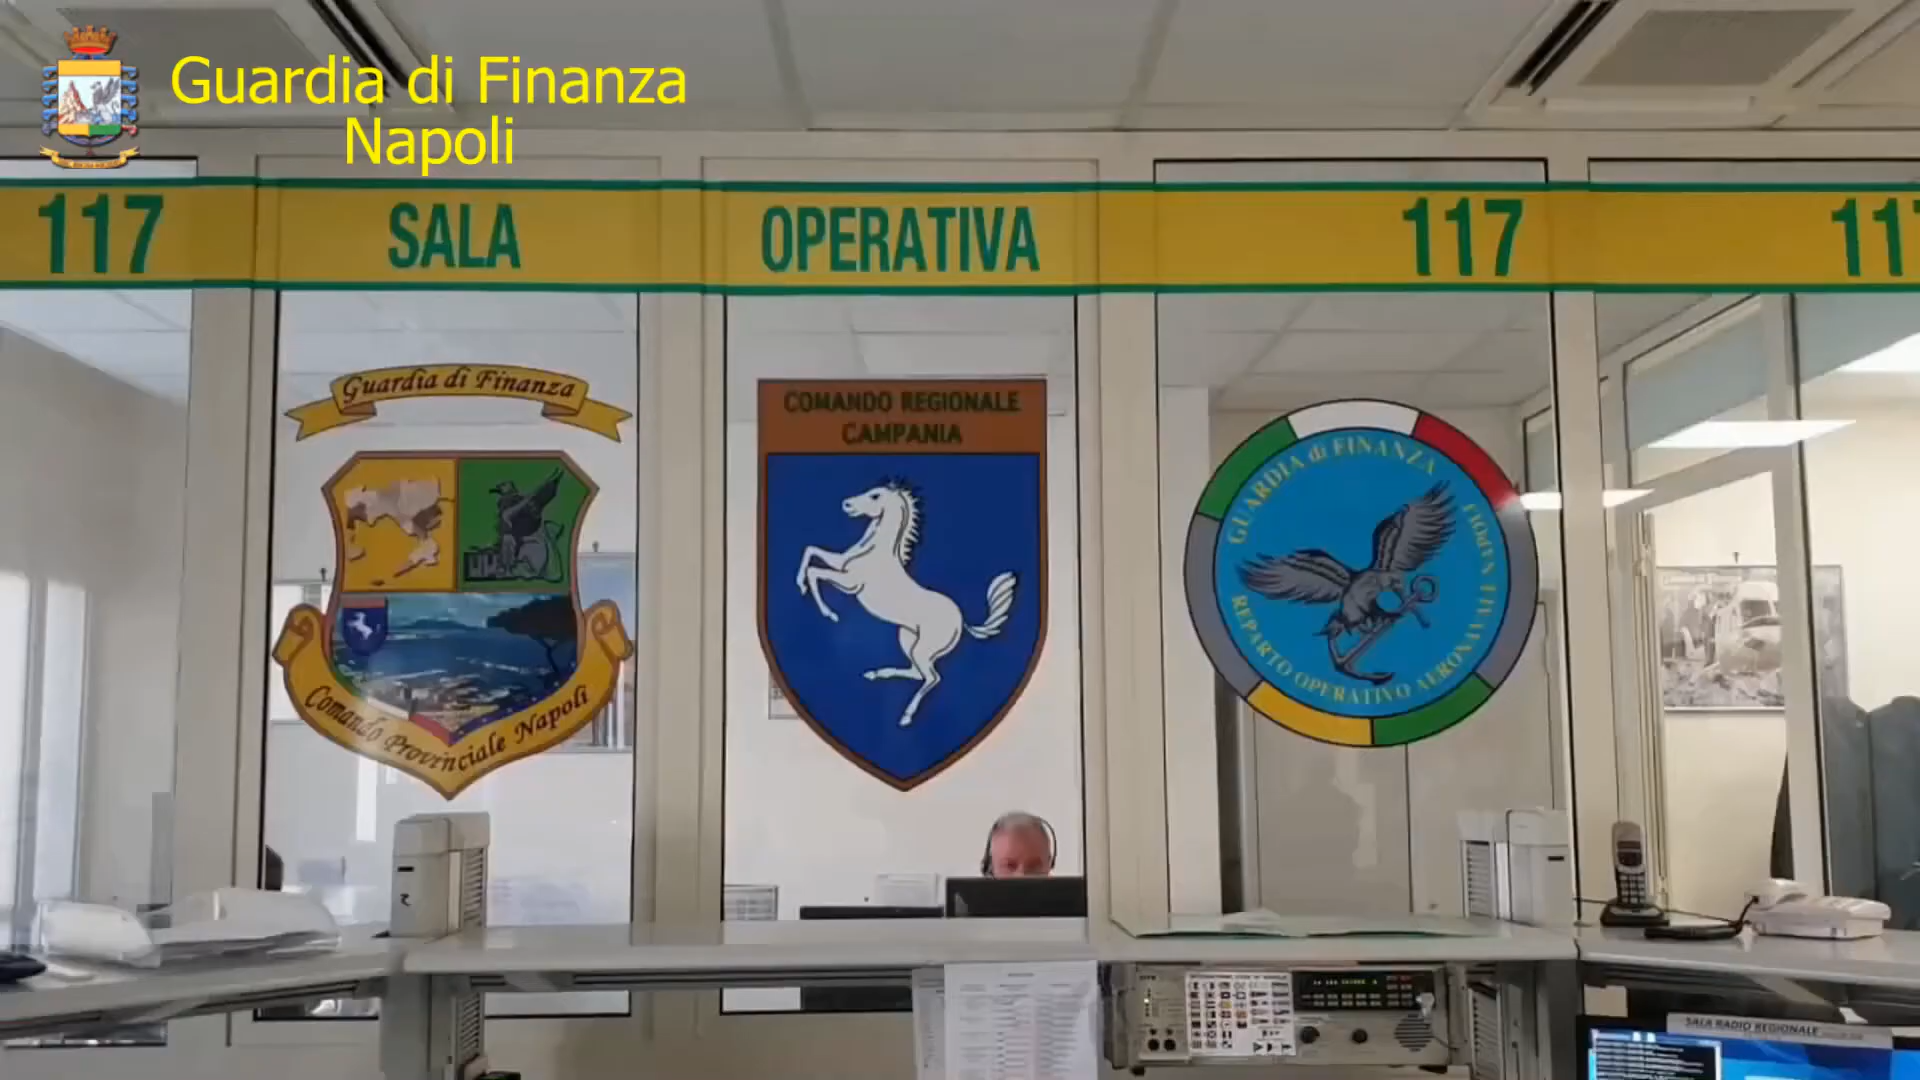 Guardia di Finanza
Napoli
117
SALA
OPERATIVA
117
117
Guardia di Finanza
Comando Provinciale Napoli
COMANDO REGIONALE
CAMPANIA
GUARDIA di FINANZA
REPARTO OPERATIVO AERONAVALE NAPOLI
SALA RADIO REGIONALE